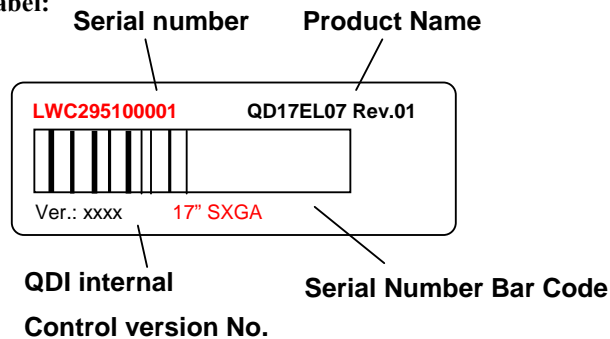 Serial number Product Name
LWC295100001 QD17EL07 Rev.01
Ver.: xxxx 17” SXGA
QDI internal Serial Number Bar Code
Control version No.